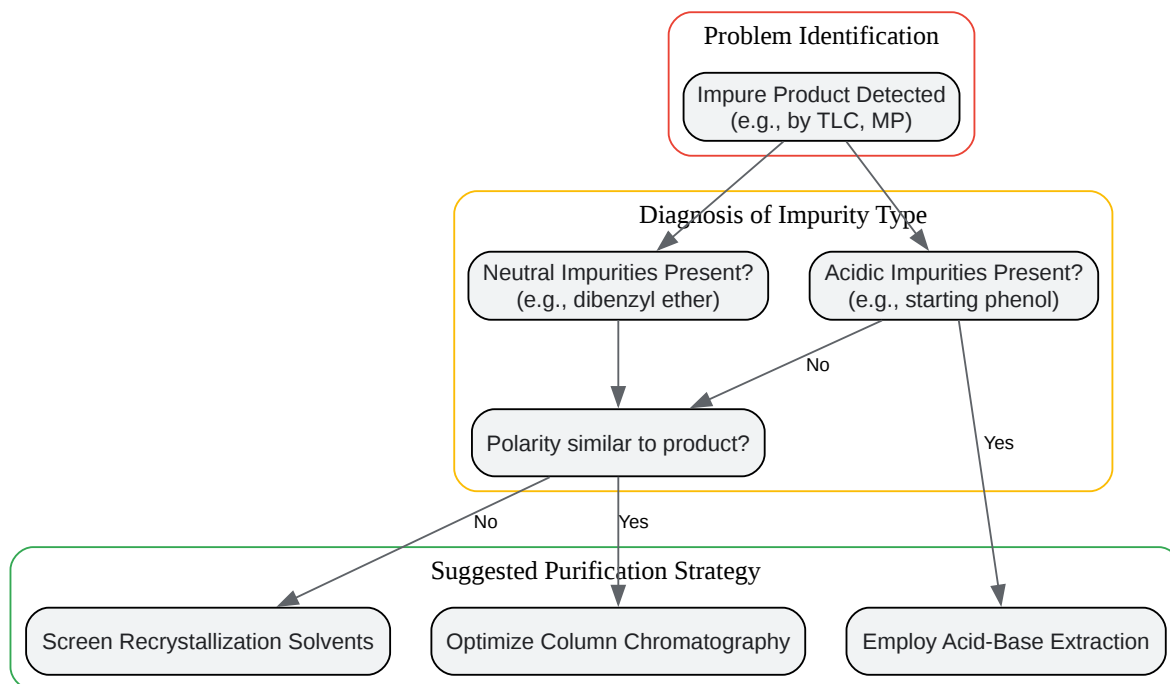 Problem Identification
Impure Product Detected
(e.g., by TLC, MP)
Diagnosis of Impurity Type
Neutral Impurities Present?
(e.g., dibenzyl ether)
Acidic Impurities Present?
(e.g., starting phenol)
No
Polarity similar to product?
Yes
No
Yes
Suggested Purification Strategy
Screen Recrystallization Solvents
Optimize Column Chromatography
Employ Acid-Base Extraction